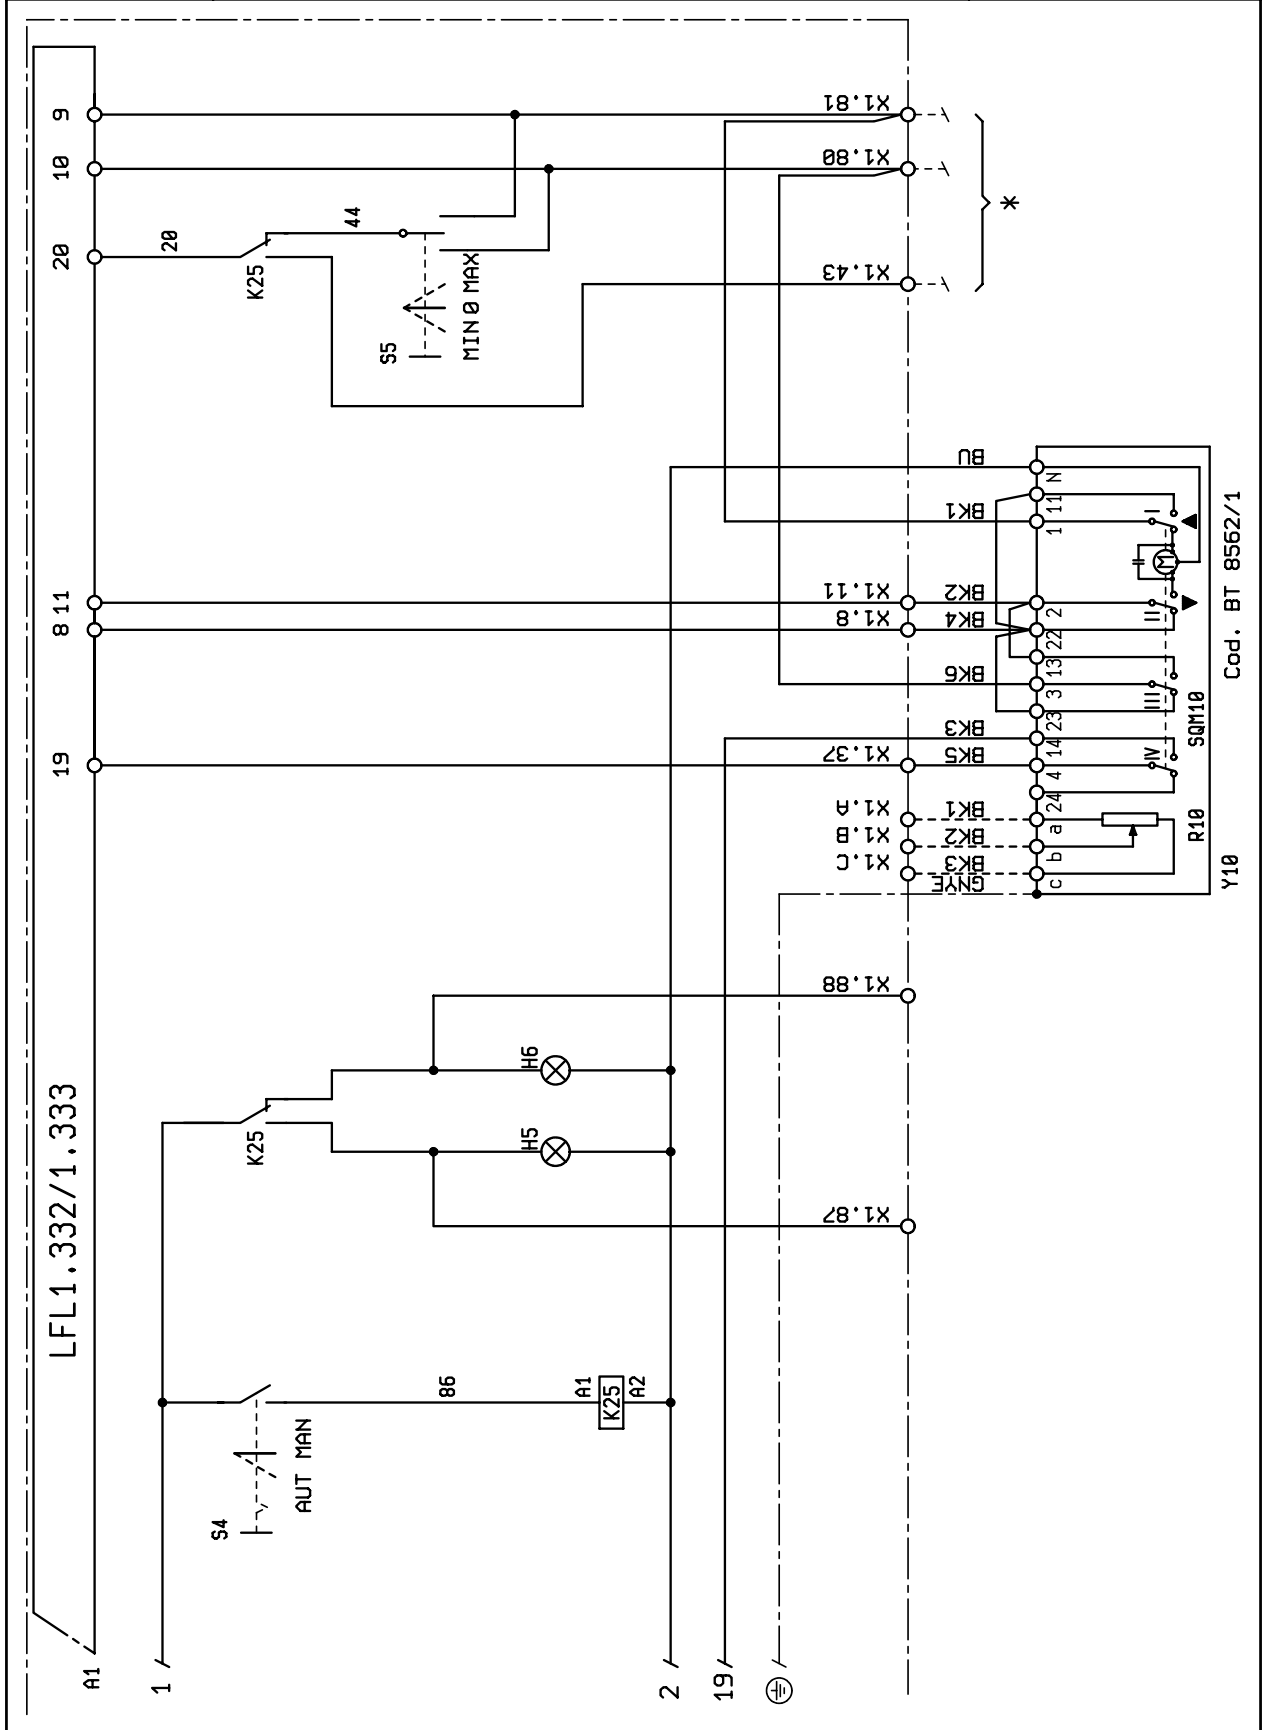 LFL1.332/1.333
A1
19
8
11
20
10
9
1
S4
AUT MAN
86
A1
K25
A2
K25
H5
H6
X1.87
X1.88
20
K25
44
S5
MIN 0 MAX
X1.81
X1.80
X1.43
*
X1.11
X1.8
X1.37
X1.A
X1.B
X1.C
BU
BK1
BK2
BK4
BK6
BK3
BK5
BK1
BK2
BK3
GNYE
N
11
1
2
22
13
3
23
14
4
24
a
b
c
I
II
III
IV
M
SQM10
R10
Y10
Cod. BT 8562/1
2
19